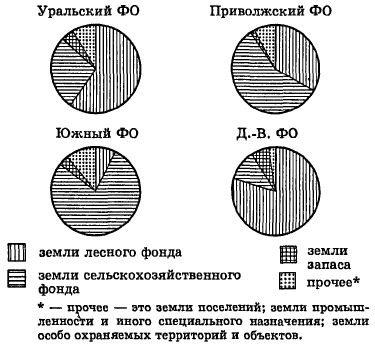 Уральский ФО
Приволжский ФО
Южный ФО
Д.-В. ФО
земли лесного фонда
земли сельскохозяйственного
фонда
земли
запаса
прочее*
* — прочее — это земли поселений; земли промыш-
ленности и иного специального назначения; земли
особо охраняемых территорий и объектов.